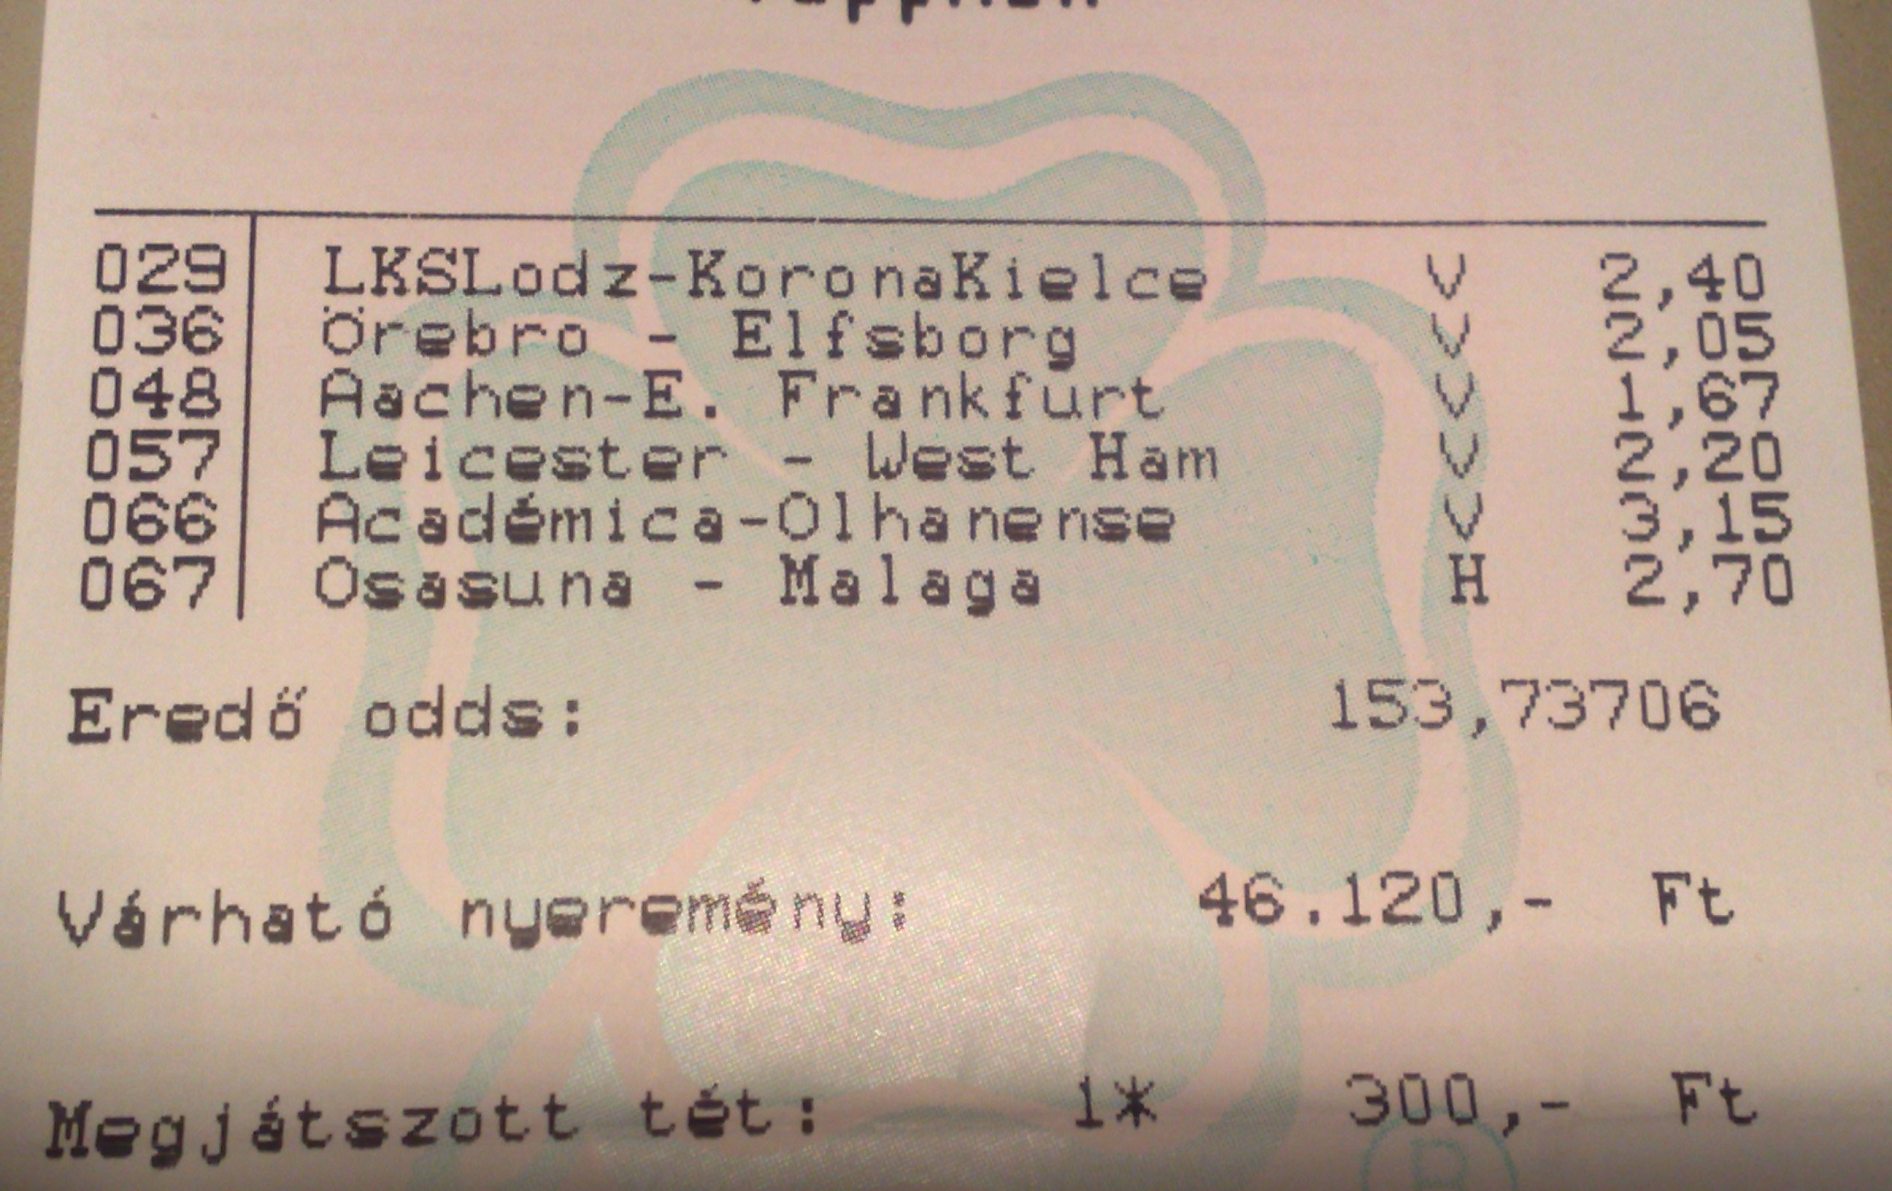 029 LKSLodz-KoronaKielce V 2,40
036 Örebro - Elfsborg V 2,05
048 Aachen-E. Frankfurt V 1,67
057 Leicester - West Ham V 2,20
066 Académica-Olhanense V 3,15
067 Osasuna - Malaga H 2,70
Eredő odds: 153,73706
Várható nyeremény: 46.120,- Ft
Megjátszott tét: 1* 300,- Ft